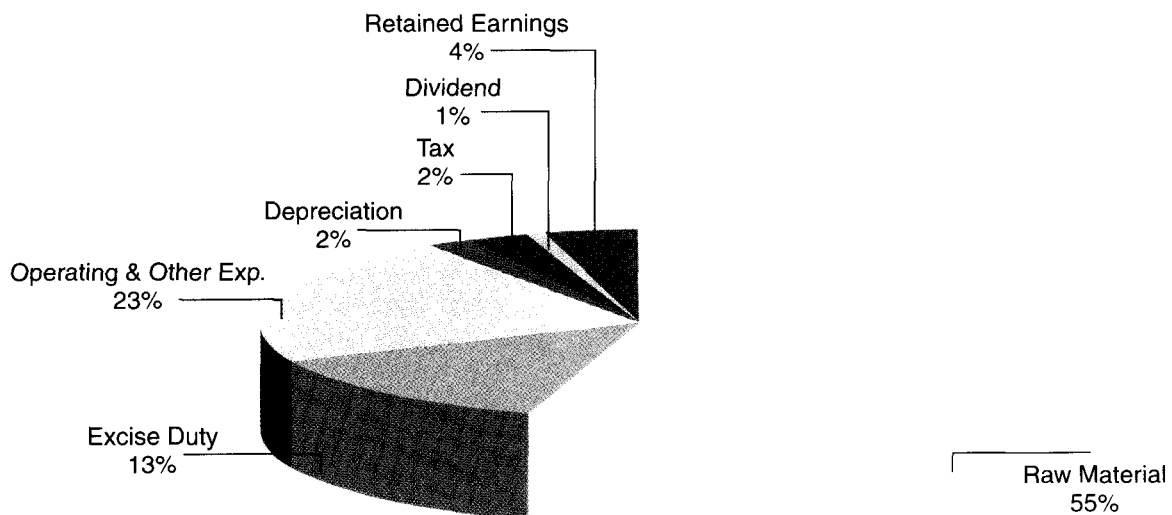 Retained Earnings
4%
Dividend
1%
Tax
2%
Depreciation
2%
Operating & Other Exp.
23%
Excise Duty
13%
Raw Material
55%